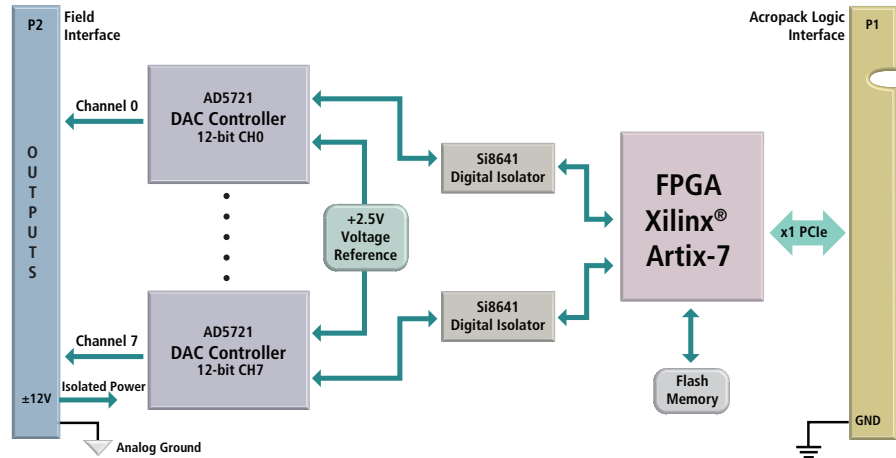 P2
Field
Interface
Acropack Logic
Interface
P1
AD5721
DAC Controller
12-bit CH0
Channel 0
OUTPUTS
Si8641
Digital Isolator
FPGA
Xilinx®
Artix-7
x1 PCIe
+2.5V
Voltage
Reference
AD5721
DAC Controller
12-bit CH7
Channel 7
Si8641
Digital Isolator
±12V
Isolated Power
Flash
Memory
Analog Ground
GND